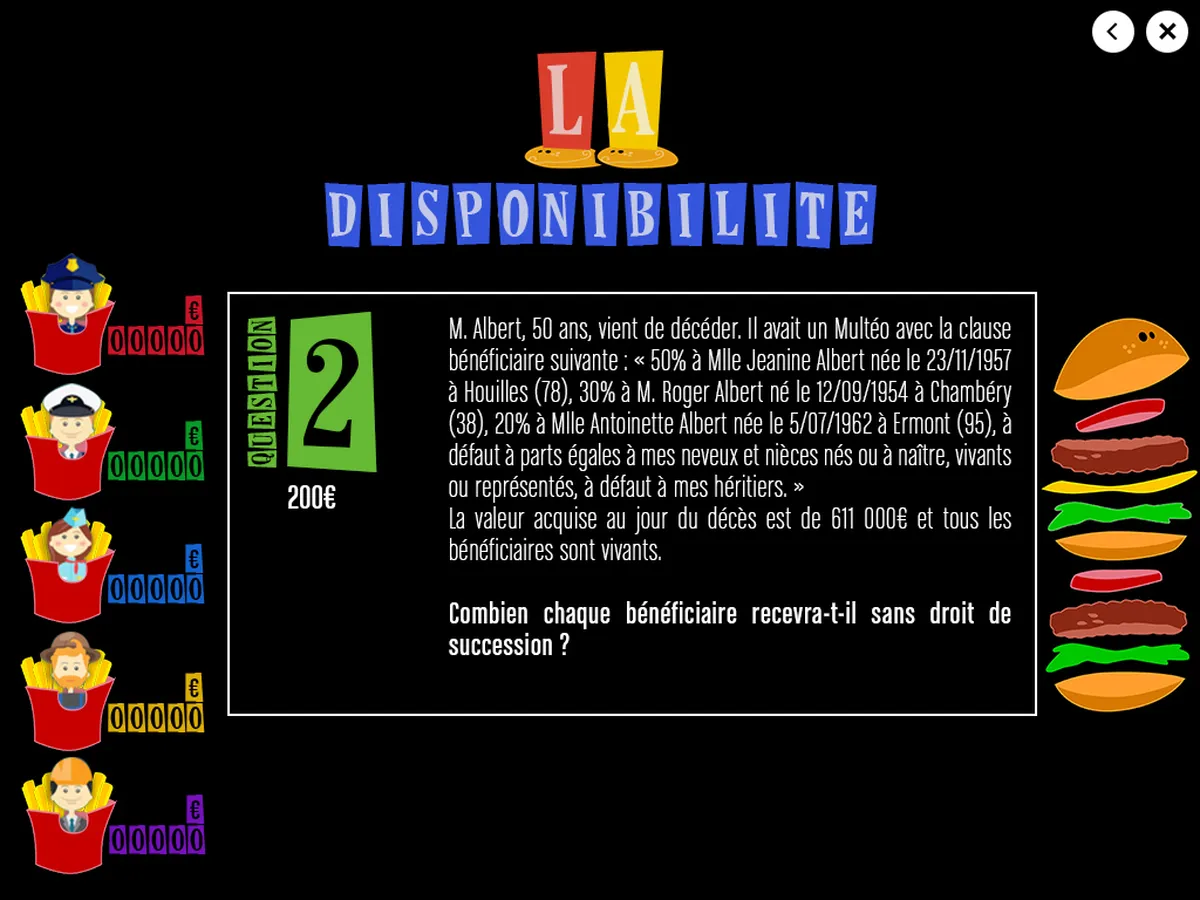 LA
DISPONIBILITE
QUESTION
2
200€
M. Albert, 50 ans, vient de décéder. Il avait un Multéo avec la clause
bénéficiaire suivante : « 50% à Mlle Jeanine Albert née le 23/11/1957
à Houilles (78), 30% à M. Roger Albert né le 12/09/1954 à Chambéry
(38), 20% à Mlle Antoinette Albert née le 5/07/1962 à Ermont (95), à
défaut à parts égales à mes neveux et nièces nés ou à naître, vivants
ou représentés, à défaut à mes héritiers. »
La valeur acquise au jour du décès est de 611 000€ et tous les
bénéficiaires sont vivants.
Combien chaque bénéficiaire recevra-t-il sans droit de
succession ?
€
00000
€
00000
€
00000
€
00000
€
00000